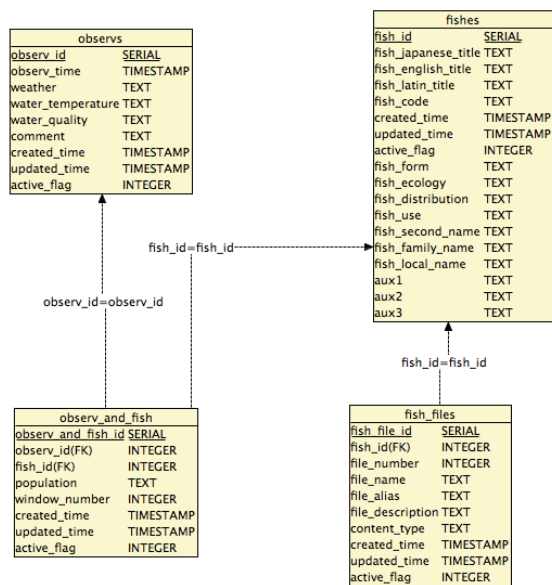 observs
observ_id SERIAL
observ_time TIMESTAMP
weather TEXT
water_temperature TEXT
water_quality TEXT
comment TEXT
created_time TIMESTAMP
updated_time TIMESTAMP
active_flag INTEGER
fishes
fish_id SERIAL
fish_japanese_title TEXT
fish_english_title TEXT
fish_latin_title TEXT
fish_code TEXT
created_time TIMESTAMP
updated_time TIMESTAMP
active_flag INTEGER
fish_form TEXT
fish_ecology TEXT
fish_distribution TEXT
fish_use TEXT
fish_second_name TEXT
fish_family_name TEXT
fish_local_name TEXT
aux1 TEXT
aux2 TEXT
aux3 TEXT
fish_id=fish_id
observ_id=observ_id
fish_id=fish_id
observ_and_fish
observ_and_fish_id SERIAL
observ_id(FK) INTEGER
fish_id(FK) INTEGER
population TEXT
window_number INTEGER
created_time TIMESTAMP
updated_time TIMESTAMP
active_flag INTEGER
fish_files
fish_file_id SERIAL
fish_id(FK) INTEGER
file_number INTEGER
file_name TEXT
file_alias TEXT
file_description TEXT
content_type TEXT
created_time TIMESTAMP
updated_time TIMESTAMP
active_flag INTEGER